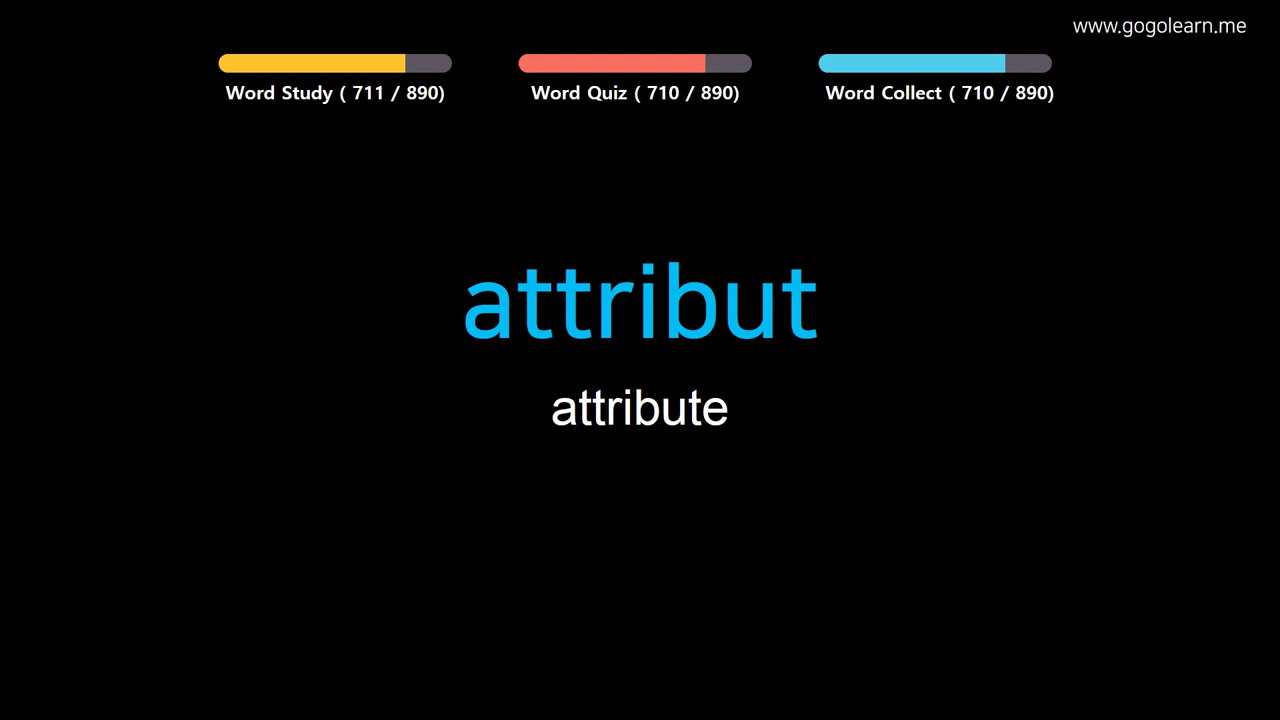 www.gogolearn.me
Word Study ( 711 / 890)
Word Quiz ( 710 / 890)
Word Collect ( 710 / 890)
attribut
attribute